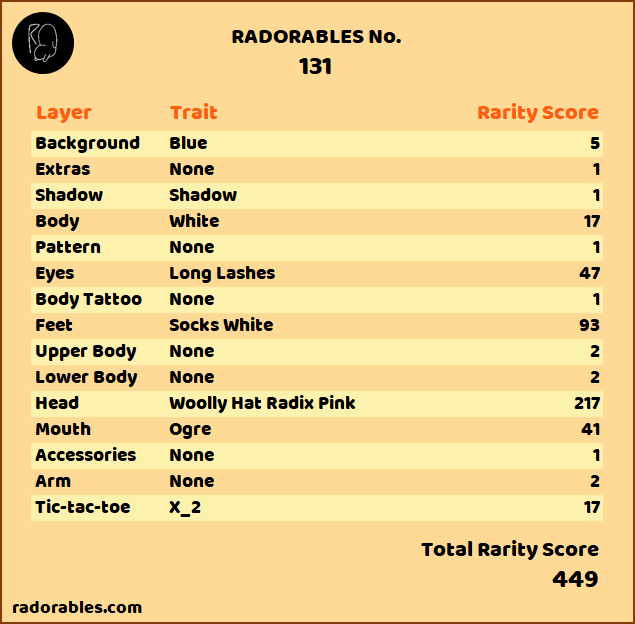 RADORABLES No.
131
Layer Trait Rarity Score
Background Blue 5
Extras None 1
Shadow Shadow 1
Body White 17
Pattern None 1
Eyes Long Lashes 47
Body Tattoo None 1
Feet Socks White 93
Upper Body None 2
Lower Body None 2
Head Woolly Hat Radix Pink 217
Mouth Ogre 41
Accessories None 1
Arm None 2
Tic-tac-toe X_2 17
Total Rarity Score
449
radorables.com